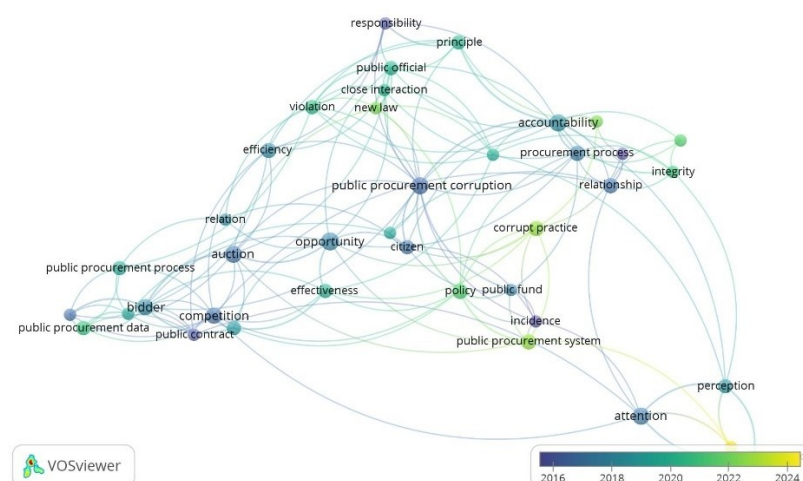 responsibility
principle
public official
close interaction
violation
new law
accountability
efficiency
procurement process
public procurement corruption
relationship
integrity
relation
corrupt practice
opportunity
citizen
auction
public procurement process
effectiveness
policy
public fund
bidder
competition
incidence
public procurement data
public contract
public procurement system
perception
attention
VOSviewer
2016 2018 2020 2022 2024